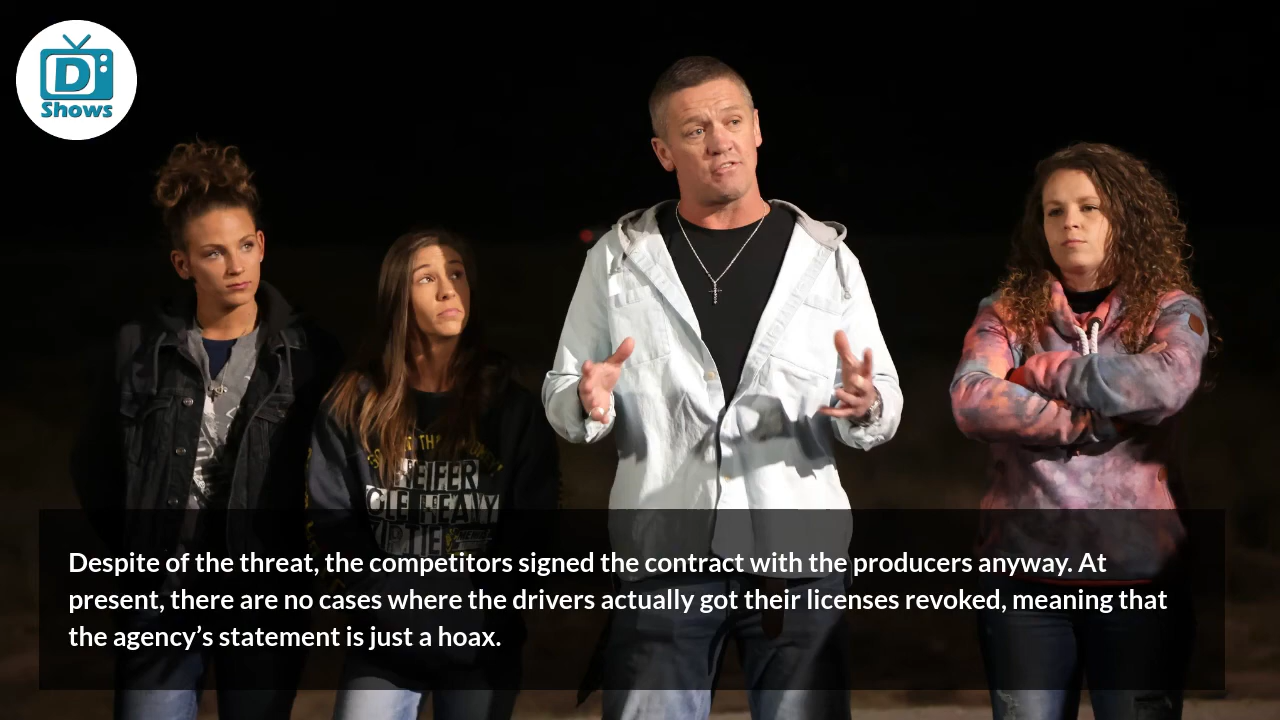 D
Shows
Despite of the threat, the competitors signed the contract with the producers anyway. At
present, there are no cases where the drivers actually got their licenses revoked, meaning that
the agency's statement is just a hoax.